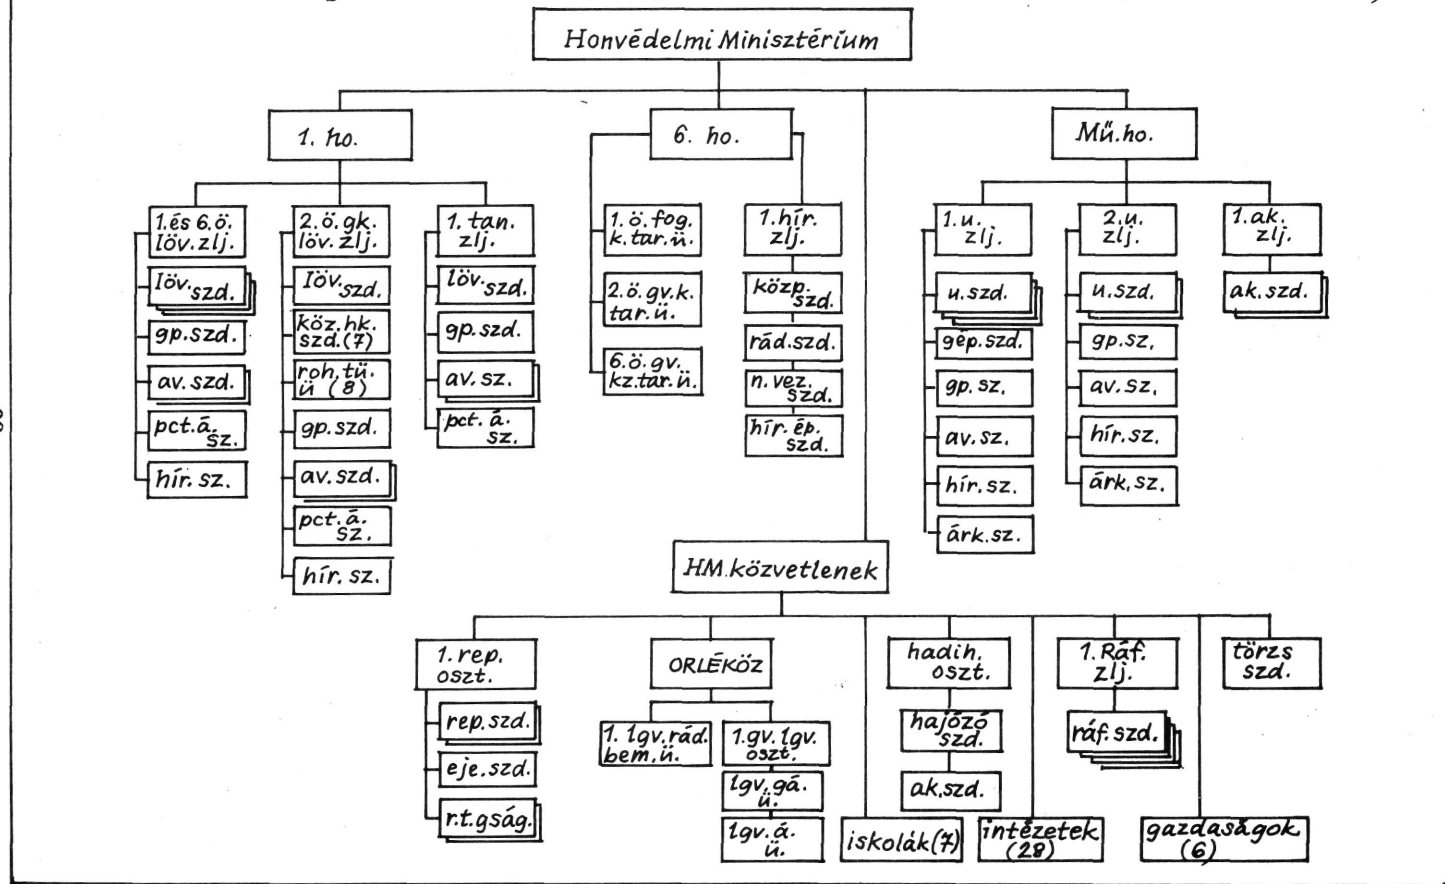 Honvédelmi Minisztérium
1. ho.
6. ho.
Mű.ho.
1.és 6.ö.
löv.zlj.
löv.szd.
gp.szd.
av.szd.
pct.á.
sz.
hír.sz.
2.ö.gk.
löv.zlj.
löv.szd.
köz.hk.
szd.(7)
roh.tü.
ü (8)
gp.szd.
av.szd.
pct.á.
sz.
hír.sz.
1. tan.
zlj.
löv.szd.
gp.szd.
av.sz.
pct.á.
sz.
1.ö.fog.
k.tar.ü.
2.ö.gv.k.
tar.ü.
6.ö.gv.
kz.tar.ü.
1.hír.
zlj.
közp.
szd.
rád.szd.
n.vez.
szd.
hír.ép.
szd.
1.u.
zlj.
u.szd.
gép.szd.
gp.sz.
av.sz.
hír.sz.
árk.sz.
2.u.
zlj.
u.szd.
gp.sz.
av.sz.
hír.sz.
árk.sz.
1.ak.
zlj.
ak.szd.
HM.közvetlenek
1.rep.
oszt.
rep.szd.
eje.szd.
r.t.gság.
ORLÉKÖZ
1. lgv.rád.
bem.ü.
1.gv.lgv.
oszt.
lgv.gá.
ü.
lgv.á.
ü.
iskolák(7)
hadih.
oszt.
hajózó
szd.
ak.szd.
intézetek
(28)
1.Ráf.
zlj.
ráf.szd.
gazdaságok
(6)
törzs
szd.